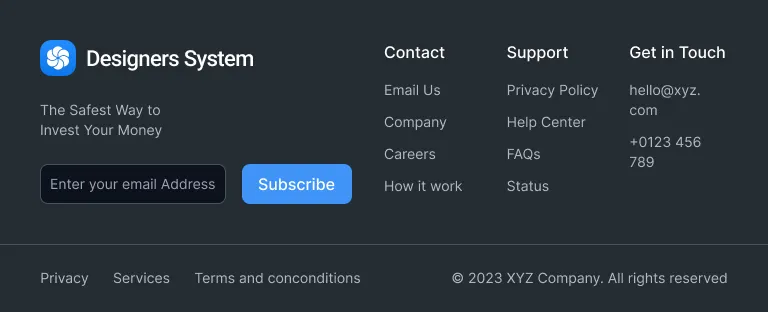 Designers System
The Safest Way to
Invest Your Money
Enter your email Address
Subscribe
Contact
Email Us
Company
Careers
How it work
Support
Privacy Policy
Help Center
FAQs
Status
Get in Touch
hello@xyz.
com
+0123 456
789
Privacy
Services
Terms and conconditions
© 2023 XYZ Company. All rights reserved